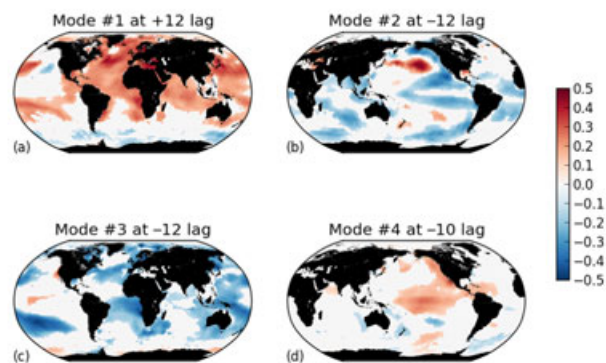 Mode #1 at +12 lag
Mode #2 at –12 lag
(a)
(b)
0.5
0.4
0.3
0.2
0.1
0.0
−0.1
−0.2
−0.3
−0.4
−0.5
Mode #3 at –12 lag
Mode #4 at –10 lag
(c)
(d)